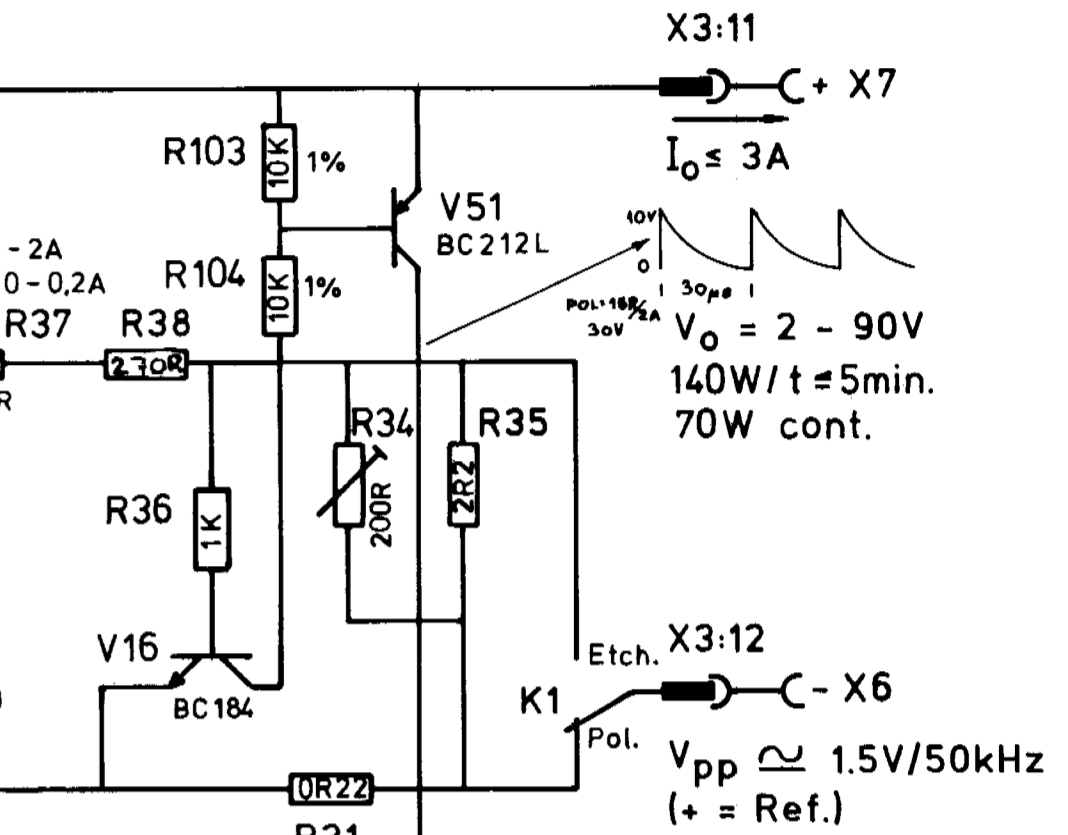 X3:11
+ X7
I₀ ≤ 3A
R103
10K
1%
V51
BC212L
10V
0
30µs
- 2A
0 - 0,2A
R104
10K
1%
30V
V₀ = 2 - 90V
140W/ t ≤ 5min.
70W cont.
R37
R38
270R
R
R34
200R
R35
2R2
R36
1K
V16
BC184
Etch.
X3:12
K1
- X6
Pol.
0R22
Vpp ≃ 1.5V/50kHz
(+ = Ref.)